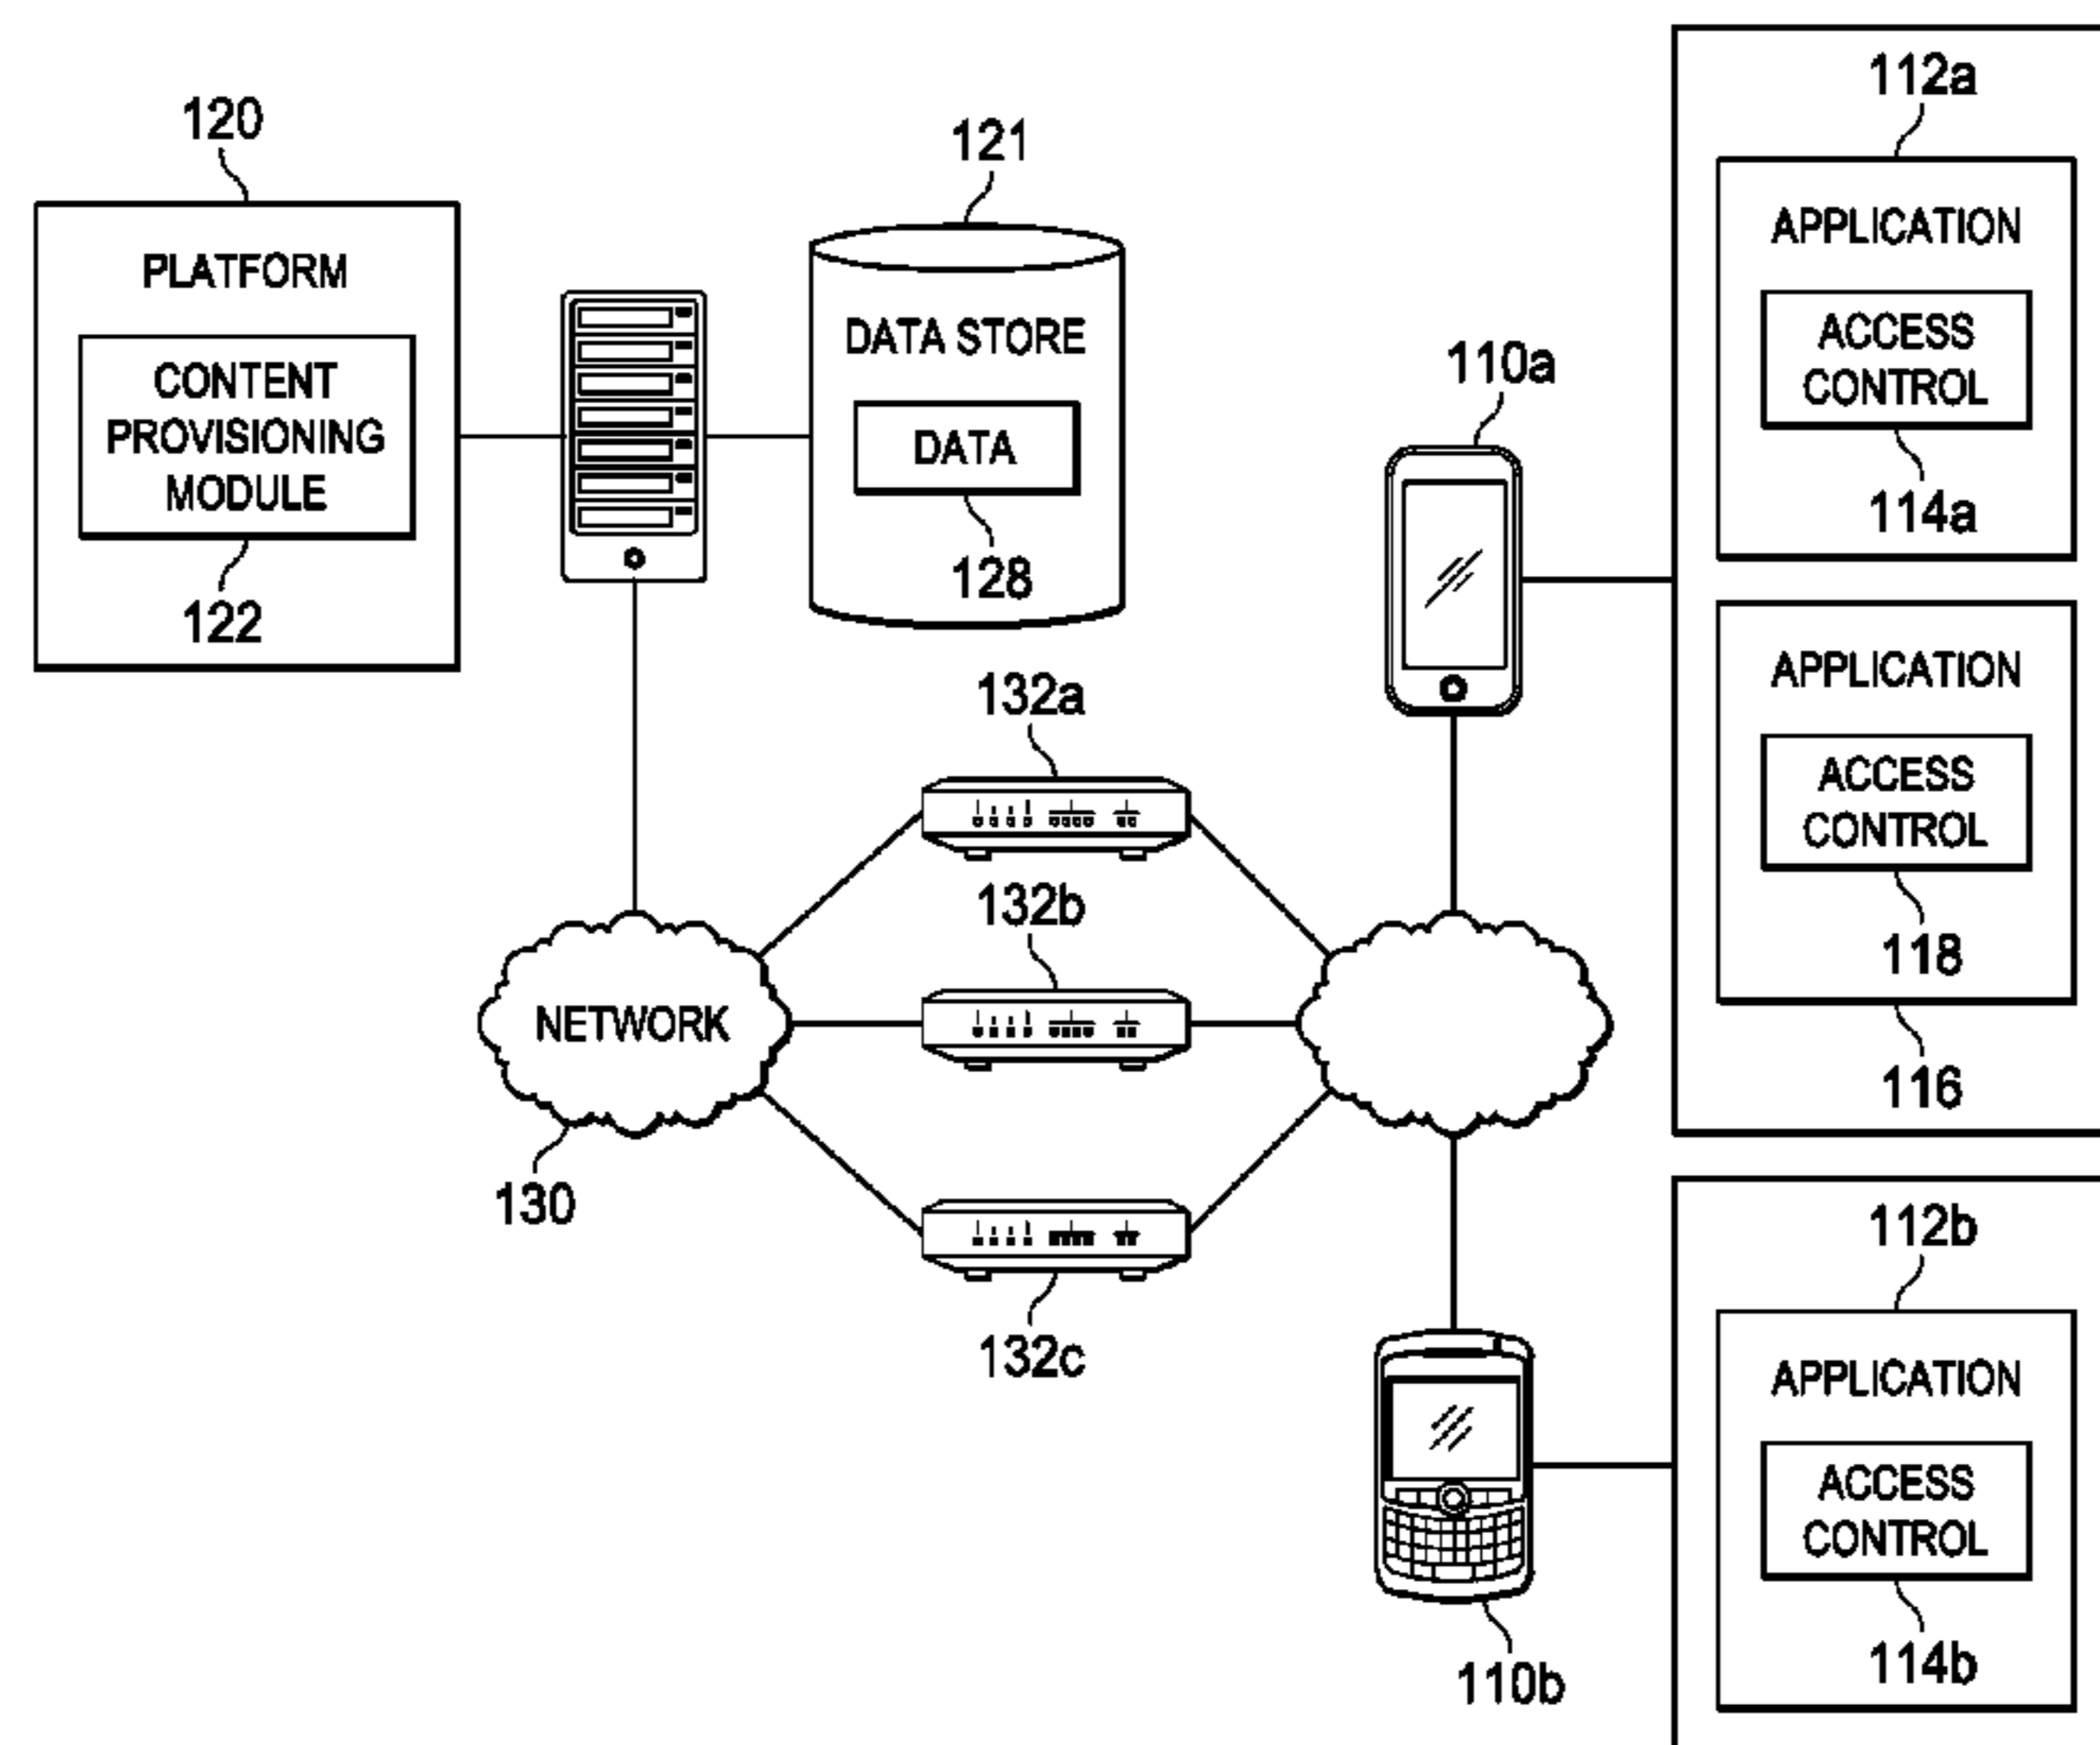 120
PLATFORM
CONTENT
PROVISIONING
MODULE
122
121
DATA STORE
DATA
128
132a
132b
NETWORK
130
132c
110a
110b
112a
APPLICATION
ACCESS
CONTROL
114a
APPLICATION
ACCESS
CONTROL
118
116
112b
APPLICATION
ACCESS
CONTROL
114b